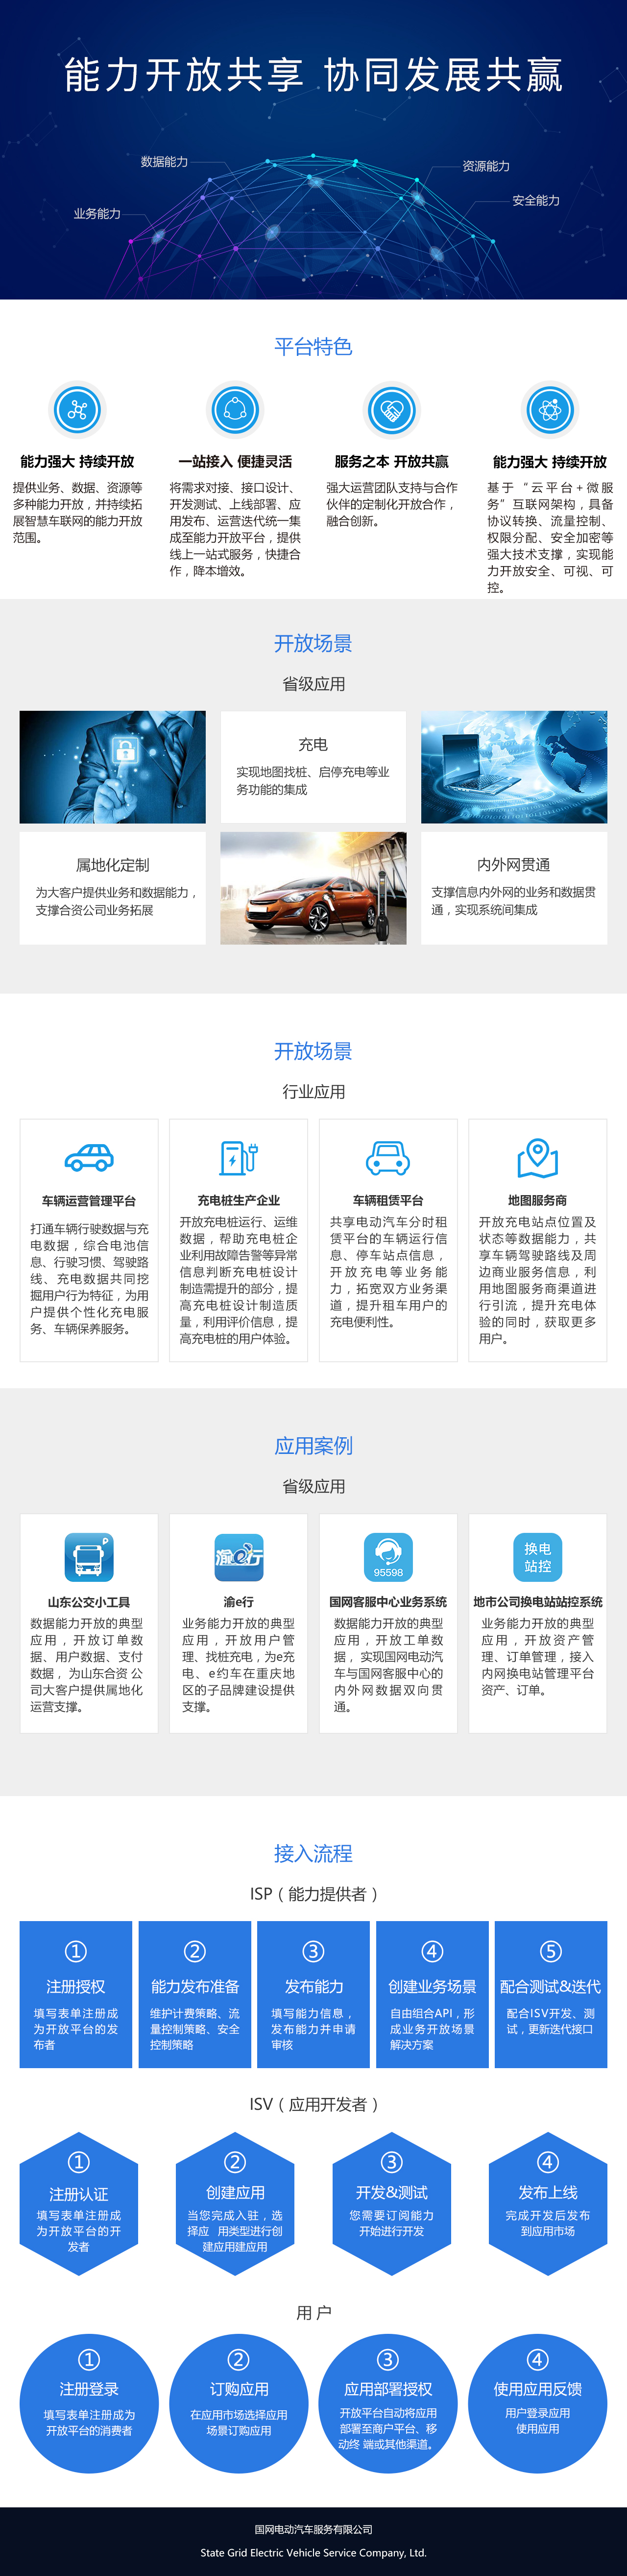 能力开放共享 协同发展共赢
数据能力
资源能力
安全能力
业务能力
平台特色
能力强大 持续开放
提供业务、数据、资源等
多种能力开放，并持续拓
展智慧车联网的能力开放
范围。
一站接入 便捷灵活
将需求对接、接口设计、
开发测试、上线部署、应
用发布、运营迭代统一集
成至能力开放平台，提供
线上一站式服务，快捷合
作，降本增效。
服务之本 开放共赢
强大运营团队支持与合作
伙伴的定制化开放合作，
融合创新。
能力强大 持续开放
基于“云平台+微服
务”互联网架构，具备
协议转换、流量控制、
权限分配、安全加密等
强大技术支撑，实现能
力开放安全、可视、可
控。
开放场景
省级应用
充电
实现地图找桩、启停充电等业
务功能的集成
属地化定制
为大客户提供业务和数据能力，
支撑合资公司业务拓展
内外网贯通
支撑信息内外网的业务和数据贯
通，实现系统间集成
开放场景
行业应用
车辆运营管理平台
打通车辆行驶数据与充
电数据，综合电池信
息、行驶习惯、驾驶路
线、充电数据共同挖
掘用户行为特征，为用
户提供个性化充电服
务、车辆保养服务。
充电桩生产企业
开放充电桩运行、运维
数据，帮助充电桩企
业利用故障告警等异常
信息判断充电桩设计
制造需提升的部分，提
高充电桩设计制造质
量，利用评价信息，提
高充电桩的用户体验。
车辆租赁平台
共享电动汽车分时租
赁平台的车辆运行信
息、停车站点信息，
开放充电等业务能
力，拓宽双方业务渠
道，提升租车用户的
充电便利性。
地图服务商
开放充电站点位置及
状态等数据能力，共
享车辆驾驶路线及周
边商业服务信息，利
用地图服务商渠道进
行引流，提升充电体
验的同时，获取更多
用户。
应用案例
省级应用
P
山东公交小工具
数据能力开放的典型
应用，开放订单数
据、用户数据、支付
数据，为山东合资 公
司大客户提供属地化
运营支撑。
渝e行
渝e行
业务能力开放的典型
应用，开放用户管
理、找桩充电，为e充
电、e约车在重庆地
区的子品牌建设提供
支撑。
95598
国网客服中心业务系统
数据能力开放的典型
应用，开放工单数
据，实现国网电动汽
车与国网客服中心的
内外网数据双向贯
通。
换电
站控
地市公司换电站站控系统
业务能力开放的典型
应用，开放资产管
理、订单管理，接入
内网换电站管理平台
资产、订单。
接入流程
ISP（能力提供者）
①
注册授权
填写表单注册成
为开放平台的发
布者
②
能力发布准备
维护计费策略、流
量控制策略、安全
控制策略
③
发布能力
填写能力信息，
发布能力并申请
审核
④
创建业务场景
自由组合API，形
成业务开放场景
解决方案
⑤
配合测试&迭代
配合ISV开发、测
试，更新迭代接口
ISV（应用开发者）
①
注册认证
填写表单注册成
为开放平台的开
发者
②
创建应用
当您完成入驻，选
择应 用类型进行创
建应用建应用
③
开发&测试
您需要订阅能力
开始进行开发
④
发布上线
完成开发后发布
到应用市场
用 户
①
注册登录
填写表单注册成为
开放平台的消费者
②
订购应用
在应用市场选择应用
场景订购应用
③
应用部署授权
开放平台自动将应用
部署至商户平台、移
动终 端或其他渠道。
④
使用应用反馈
用户登录应用
使用应用
国网电动汽车服务有限公司
State Grid Electric Vehicle Service Company, Ltd.